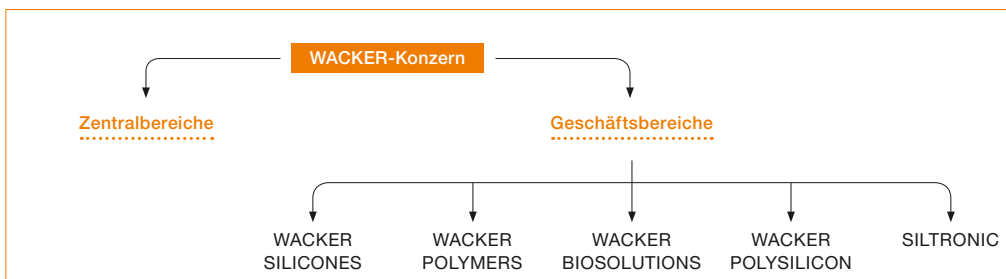 WACKER-Konzern
Zentralbereiche
Geschäftsbereiche
WACKER
SILICONES
WACKER
POLYMERS
WACKER
BIOSOLUTIONS
WACKER
POLYSILICON
SILTRONIC